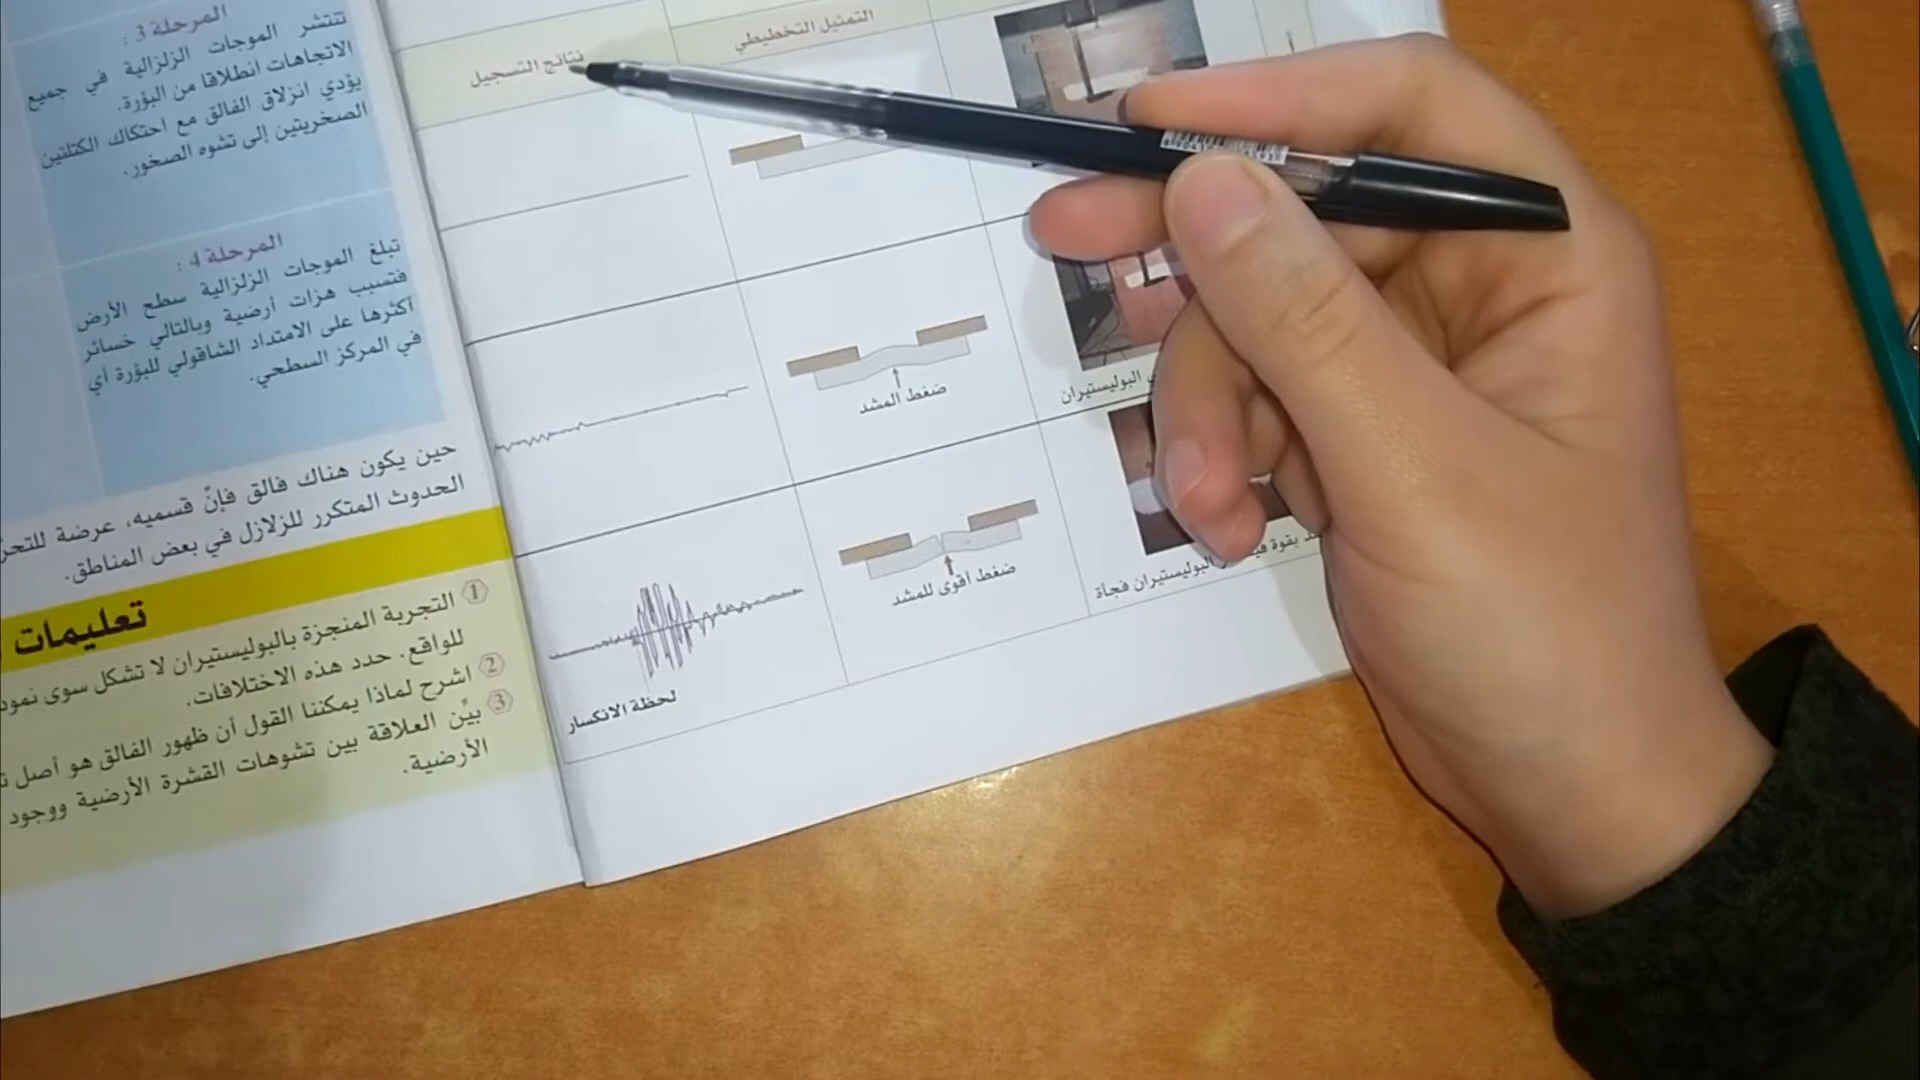 التمثيل التخطيطي
نتائج التسجيل
ضغط المشد
البوليستيران
ضغط أقوى للمشد
البوليستيران فجأة
لحظة الانكسار
المرحلة 3 :
تنتشر الموجات الزلزالية في جميع
الاتجاهات انطلاقا من البؤرة.
يؤدي انزلاق الفالق مع احتكاك الكتلتين
الصخريتين إلى تشوه الصخور.
المرحلة 4 :
تبلغ الموجات الزلزالية سطح الأرض
فتسبب هزات أرضية وبالتالي خسائر
أكثرها على الامتداد الشاقولي للبؤرة أي
في المركز السطحي.
حين يكون هناك فالق فإنّ قسميه، عرضة
الحدوث المتكرر للزلازل في بعض المناطق.
تعليمات
1 التجربة المنجزة بالبوليستيران لا تشكل سوى
للواقع. حدد هذه الاختلافات.
2 اشرح لماذا يمكننا القول أن ظهور الفالق هو أصل
3 بيِّن العلاقة بين تشوهات القشرة الأرضية ووجود
الأرضية.